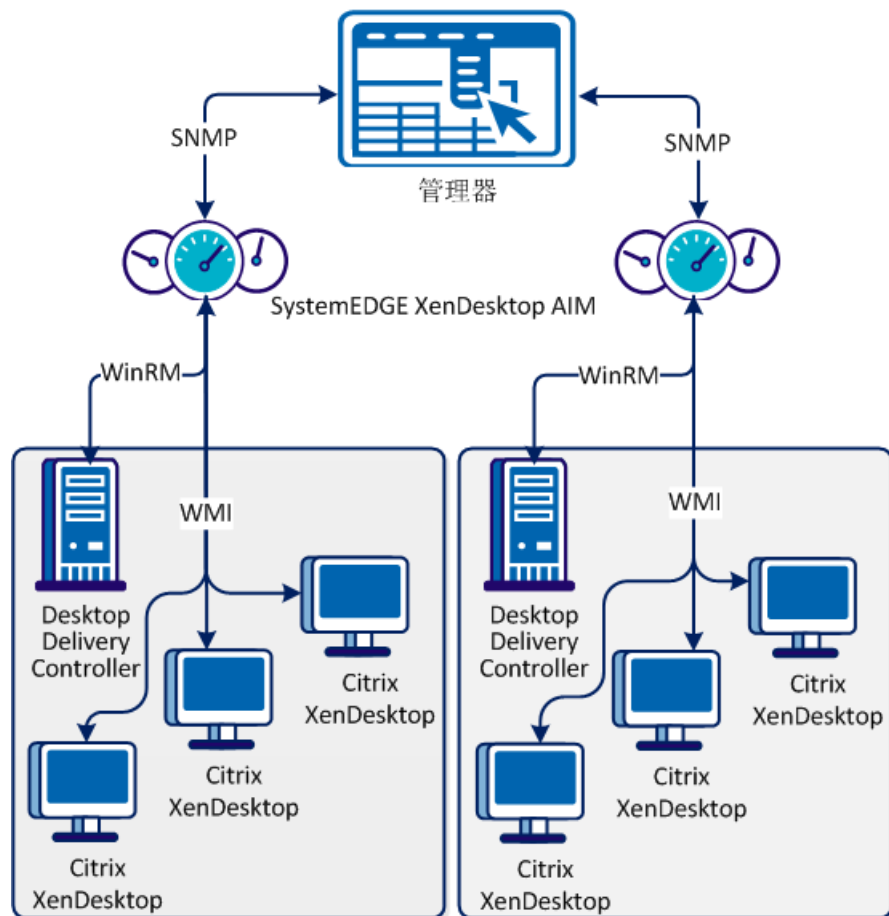 SNMP
SNMP
管理器
SystemEDGE XenDesktop AIM
WinRM
WinRM
WMI
WMI
Desktop
Delivery
Controller
Citrix
XenDesktop
Citrix
XenDesktop
Citrix
XenDesktop
Desktop
Delivery
Controller
Citrix
XenDesktop
Citrix
XenDesktop
Citrix
XenDesktop